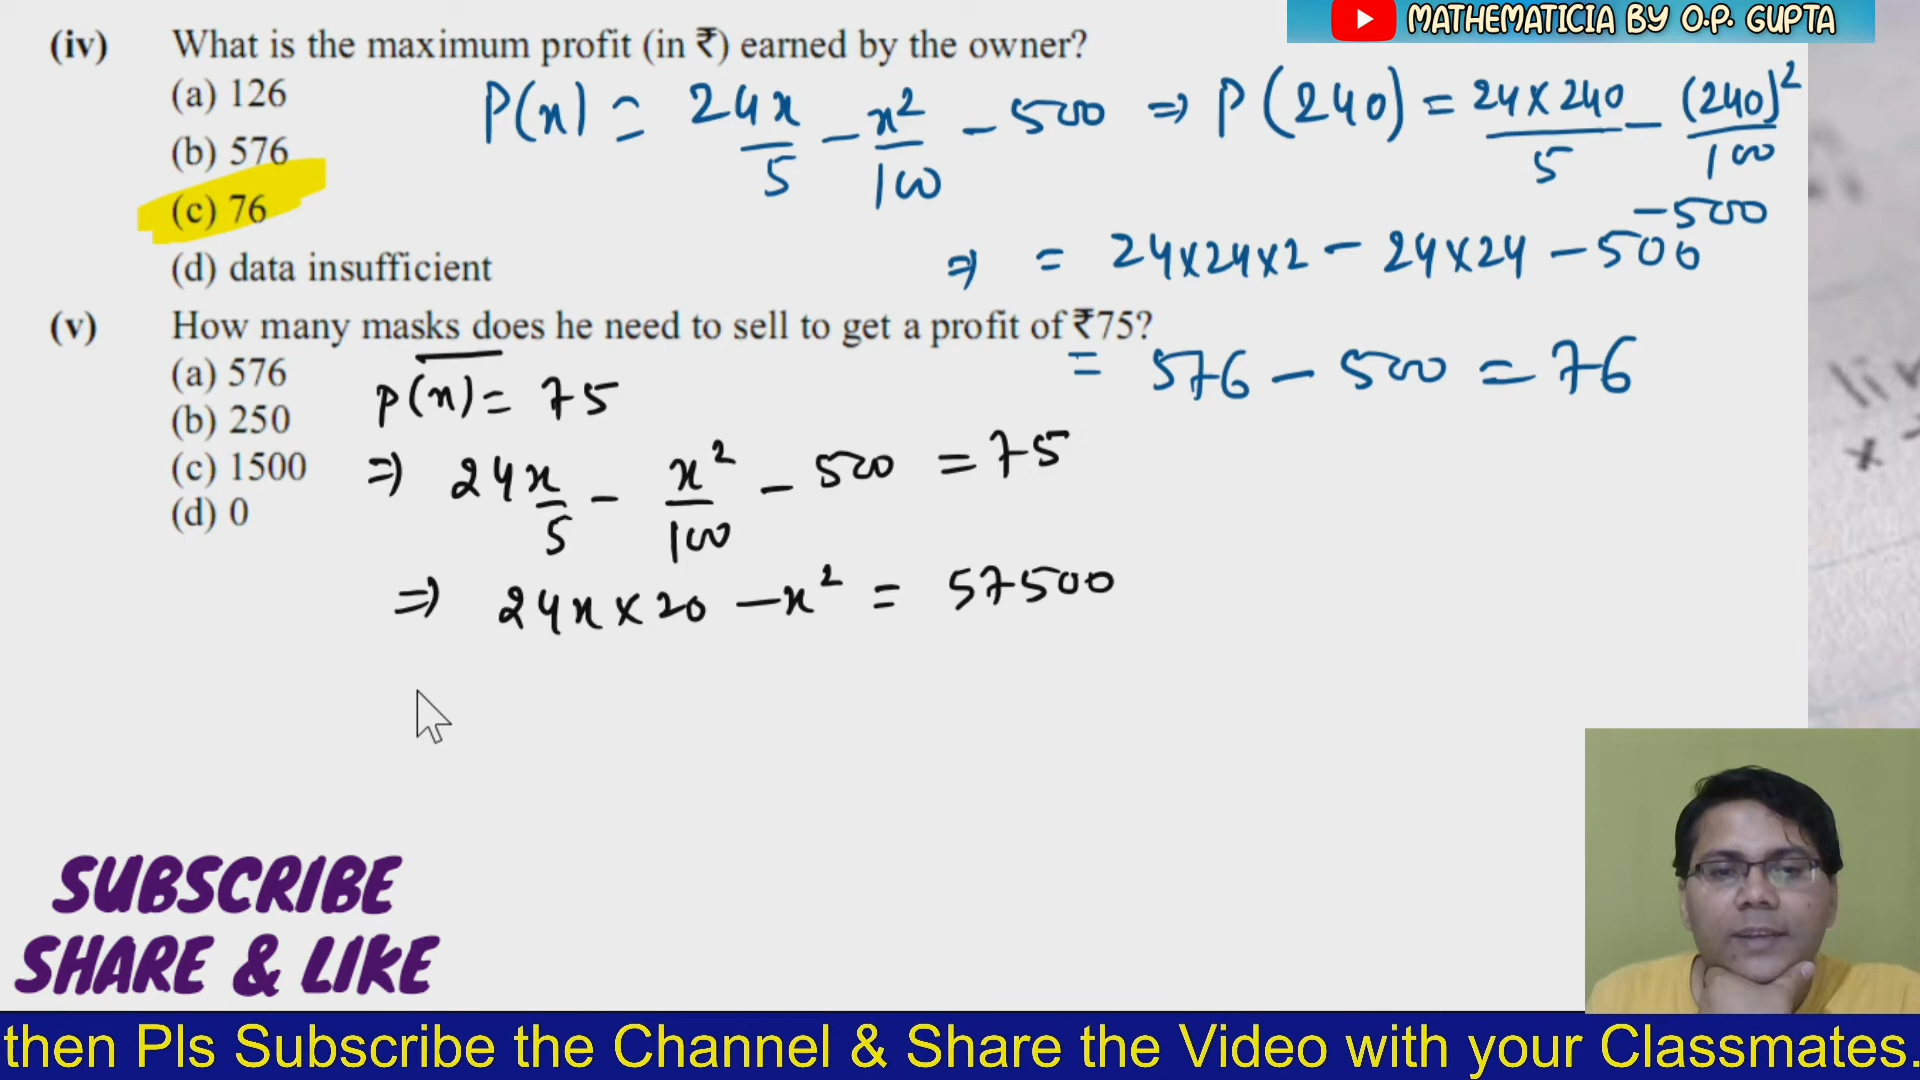 MATHEMATICIA BY O.P. GUPTA
(iv) What is the maximum profit (in ₹) earned by the owner?
(a) 126
(b) 576
(c) 76
(d) data insufficient
P(x) = 24x/5 - x²/100 - 500 ⇒ P(240) = 24×240/5 - (240)²/100 - 500
⇒ = 24×24×2 - 24×24 - 500
= 576 - 500 = 76
(v) How many masks does he need to sell to get a profit of ₹75?
(a) 576
(b) 250
(c) 1500
(d) 0
P(x) = 75
⇒ 24x/5 - x²/100 - 500 = 75
⇒ 24x × 20 - x² = 57500
SUBSCRIBE
SHARE & LIKE
then Pls Subscribe the Channel & Share the Video with your Classmates.